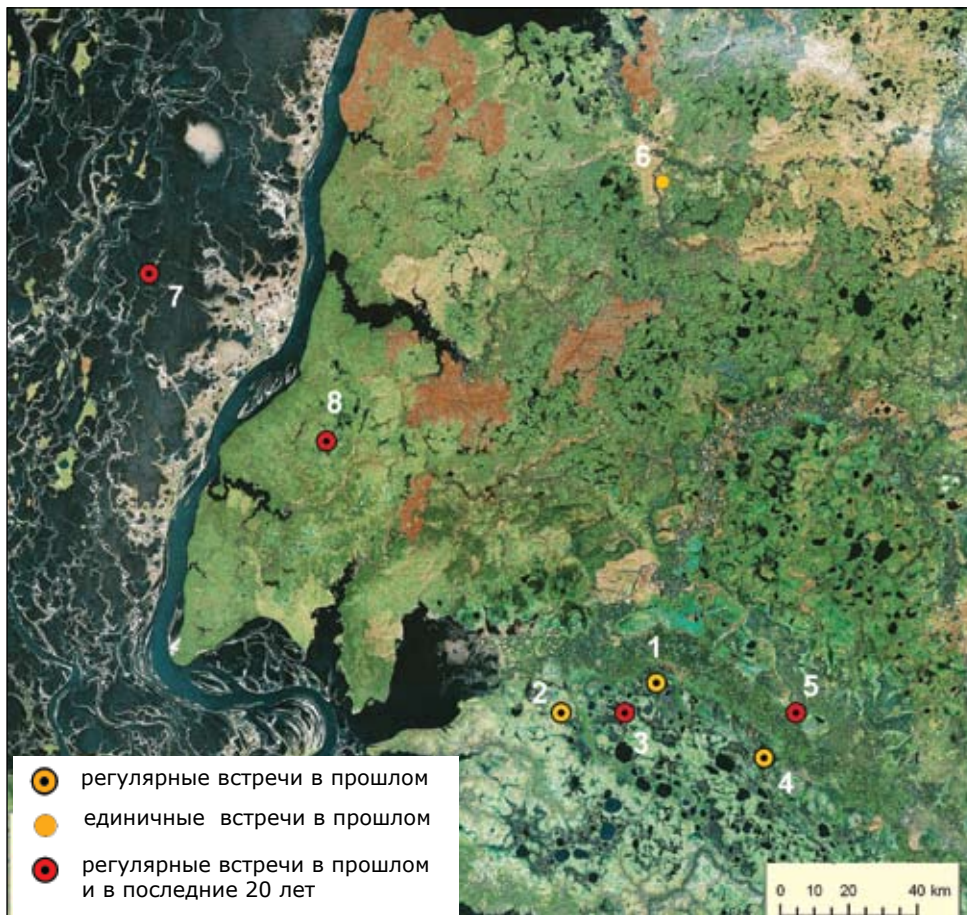 6
7
8
1
2
5
3
4
регулярные встречи в прошлом
единичные встречи в прошлом
регулярные встречи в прошлом
и в последние 20 лет
0 10 20 40 km